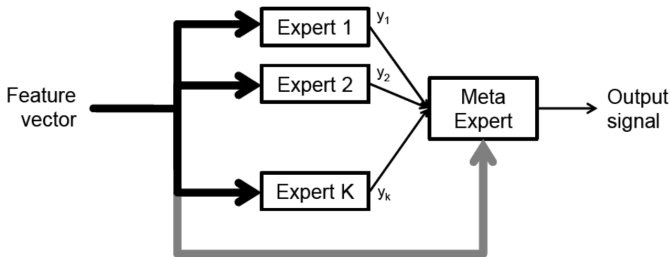 Expert 1
y1
Expert 2
y2
Feature
vector
Meta
Expert
Output
signal
Expert K
yk